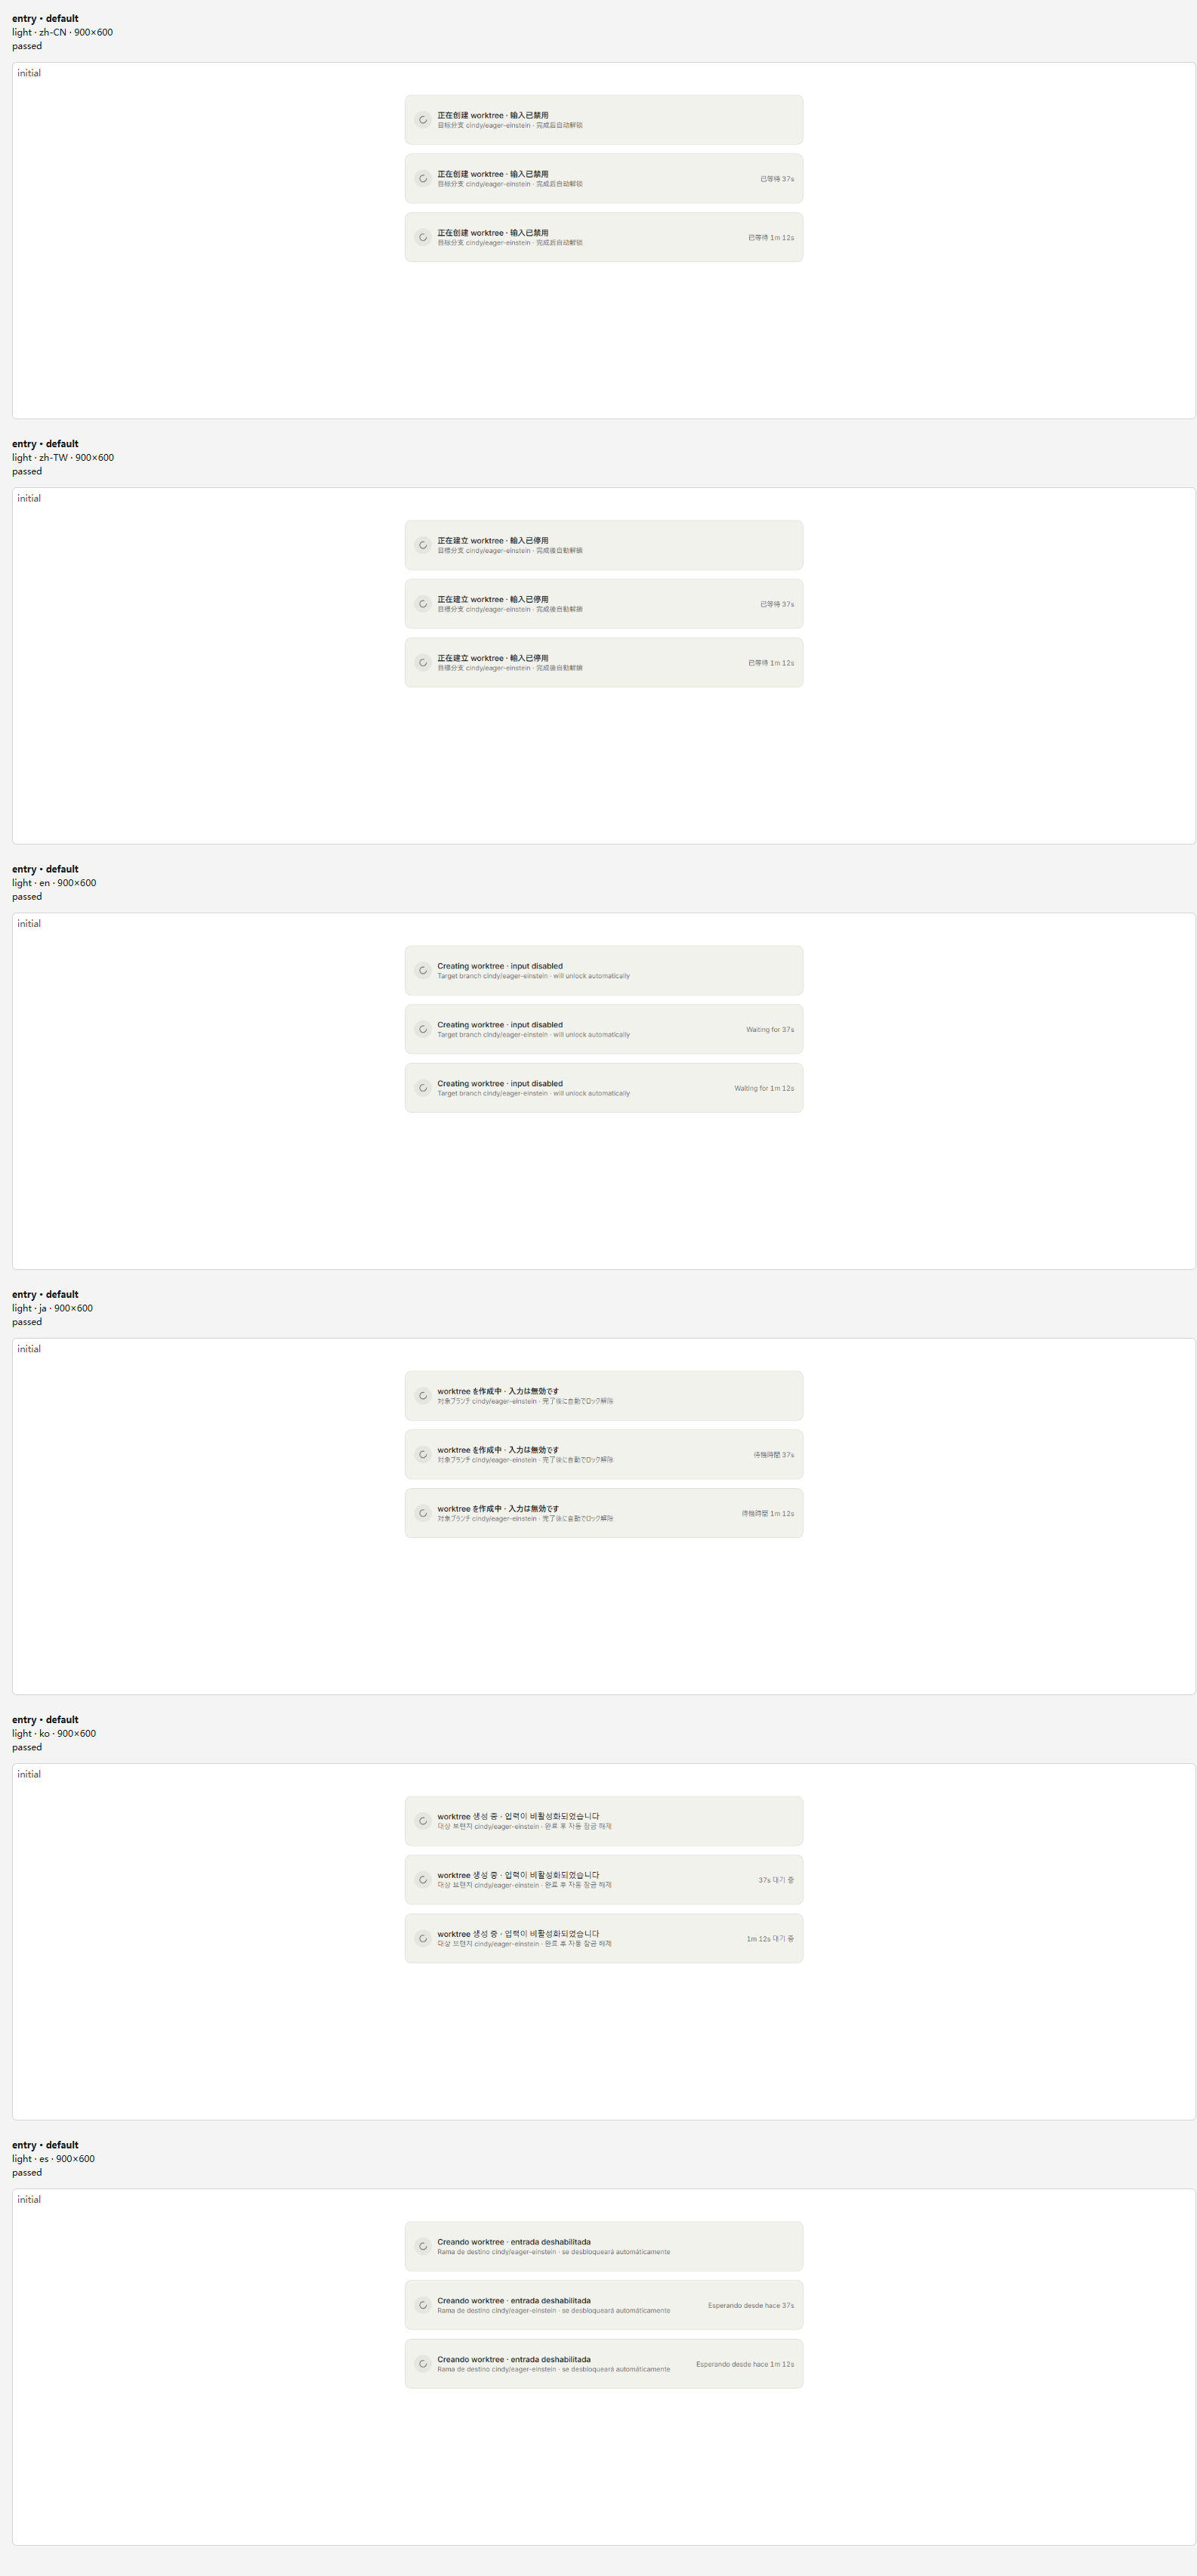 entry • default
light · zh-CN · 900×600
passed
initial
正在创建 worktree · 输入已禁用
目标分支 cindy/eager-einstein · 完成后自动解锁
正在创建 worktree · 输入已禁用
目标分支 cindy/eager-einstein · 完成后自动解锁
已等待 37s
正在创建 worktree · 输入已禁用
目标分支 cindy/eager-einstein · 完成后自动解锁
已等待 1m 12s
entry • default
light · zh-TW · 900×600
passed
initial
正在建立 worktree · 輸入已停用
目標分支 cindy/eager-einstein · 完成後自動解鎖
正在建立 worktree · 輸入已停用
目標分支 cindy/eager-einstein · 完成後自動解鎖
已等待 37s
正在建立 worktree · 輸入已停用
目標分支 cindy/eager-einstein · 完成後自動解鎖
已等待 1m 12s
entry • default
light · en · 900×600
passed
initial
Creating worktree · input disabled
Target branch cindy/eager-einstein · will unlock automatically
Creating worktree · input disabled
Target branch cindy/eager-einstein · will unlock automatically
Waiting for 37s
Creating worktree · input disabled
Target branch cindy/eager-einstein · will unlock automatically
Waiting for 1m 12s
entry • default
light · ja · 900×600
passed
initial
worktree を作成中 · 入力は無効です
対象ブランチ cindy/eager-einstein · 完了後に自動でロック解除
worktree を作成中 · 入力は無効です
対象ブランチ cindy/eager-einstein · 完了後に自動でロック解除
待機時間 37s
worktree を作成中 · 入力は無効です
対象ブランチ cindy/eager-einstein · 完了後に自動でロック解除
待機時間 1m 12s
entry • default
light · ko · 900×600
passed
initial
worktree 생성 중 · 입력이 비활성화되었습니다
대상 브랜치 cindy/eager-einstein · 완료 후 자동 잠금 해제
worktree 생성 중 · 입력이 비활성화되었습니다
대상 브랜치 cindy/eager-einstein · 완료 후 자동 잠금 해제
37s 대기 중
worktree 생성 중 · 입력이 비활성화되었습니다
대상 브랜치 cindy/eager-einstein · 완료 후 자동 잠금 해제
1m 12s 대기 중
entry • default
light · es · 900×600
passed
initial
Creando worktree · entrada deshabilitada
Rama de destino cindy/eager-einstein · se desbloqueará automáticamente
Creando worktree · entrada deshabilitada
Rama de destino cindy/eager-einstein · se desbloqueará automáticamente
Esperando desde hace 37s
Creando worktree · entrada deshabilitada
Rama de destino cindy/eager-einstein · se desbloqueará automáticamente
Esperando desde hace 1m 12s